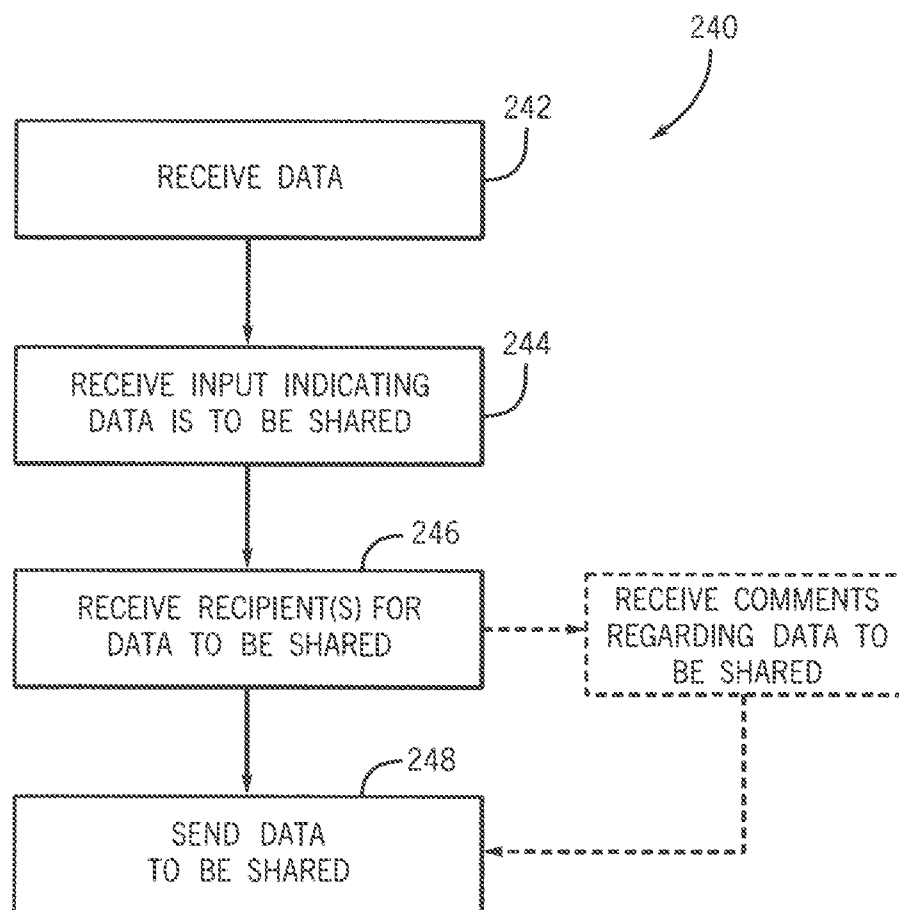 240
242
RECEIVE DATA
244
RECEIVE INPUT INDICATING
DATA IS TO BE SHARED
246
RECEIVE RECIPIENT(S) FOR
DATA TO BE SHARED
RECEIVE COMMENTS
REGARDING DATA TO
BE SHARED
248
SEND DATA
TO BE SHARED